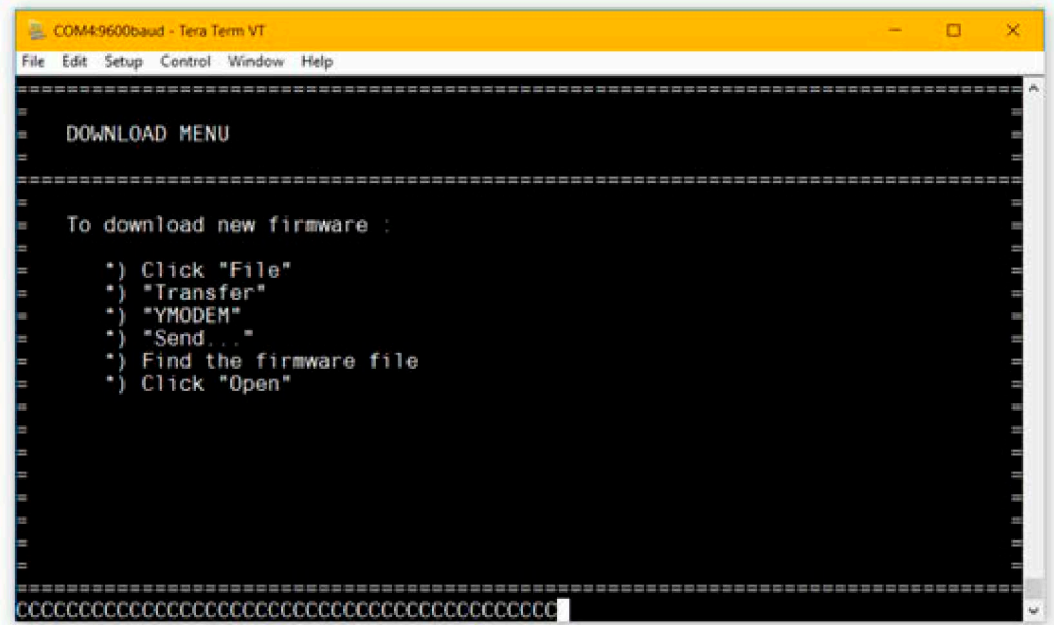 COM4:9600baud - Tera Term VT
File Edit Setup Control Window Help
================================================================================
= =
= DOWNLOAD MENU =
= =
================================================================================
= =
= To download new firmware : =
= =
= *) Click "File" =
= *) "Transfer" =
= *) "YMODEM" =
= *) "Send..." =
= *) Find the firmware file =
= *) Click "Open" =
= =
= =
= =
= =
= =
= =
= =
= =
================================================================================
CCCCCCCCCCCCCCCCCCCCCCCCCCCCCCCCCCCCCCCCCCC